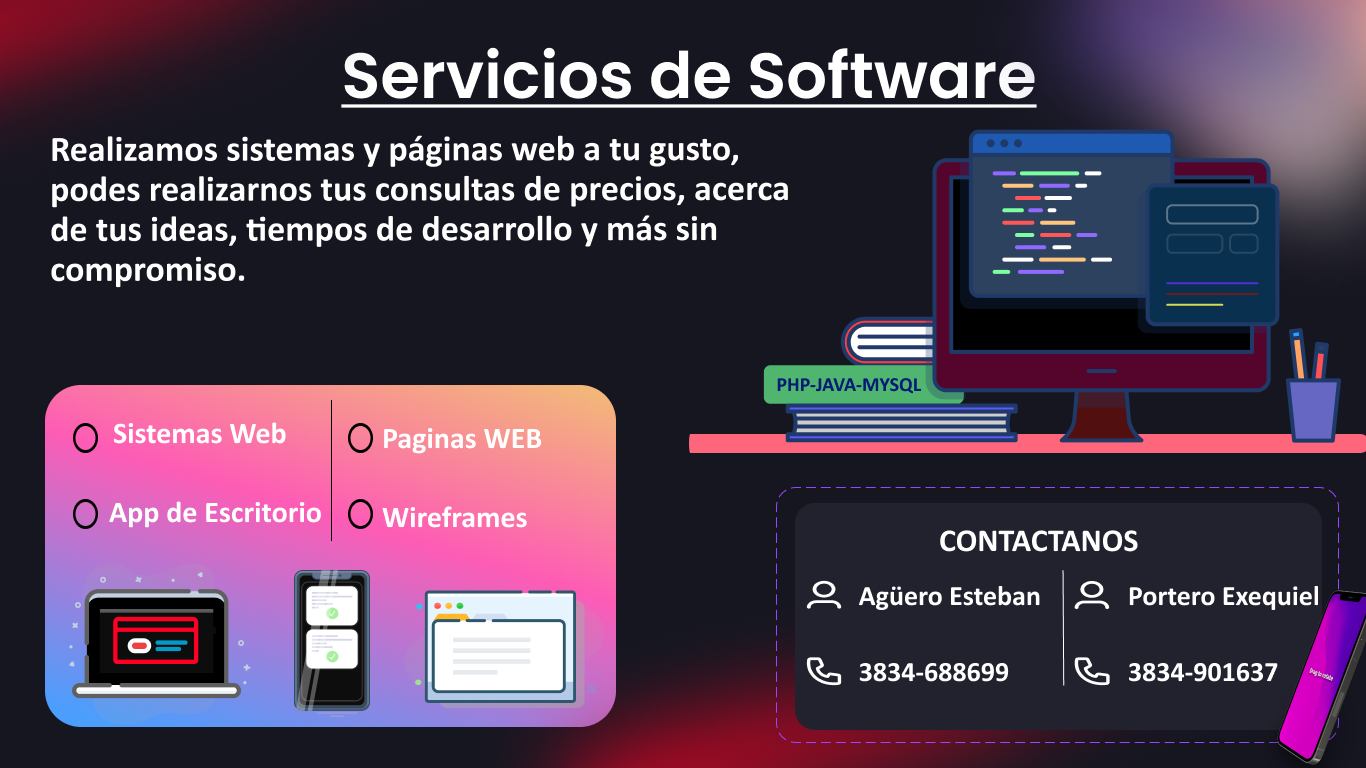 Servicios de Software
Realizamos sistemas y páginas web a tu gusto,
podes realizarnos tus consultas de precios, acerca
de tus ideas, tiempos de desarrollo y más sin
compromiso.
PHP-JAVA-MYSQL
Sistemas Web
Paginas WEB
App de Escritorio
Wireframes
CONTACTANOS
Agüero Esteban
Portero Exequiel
3834-688699
3834-901637